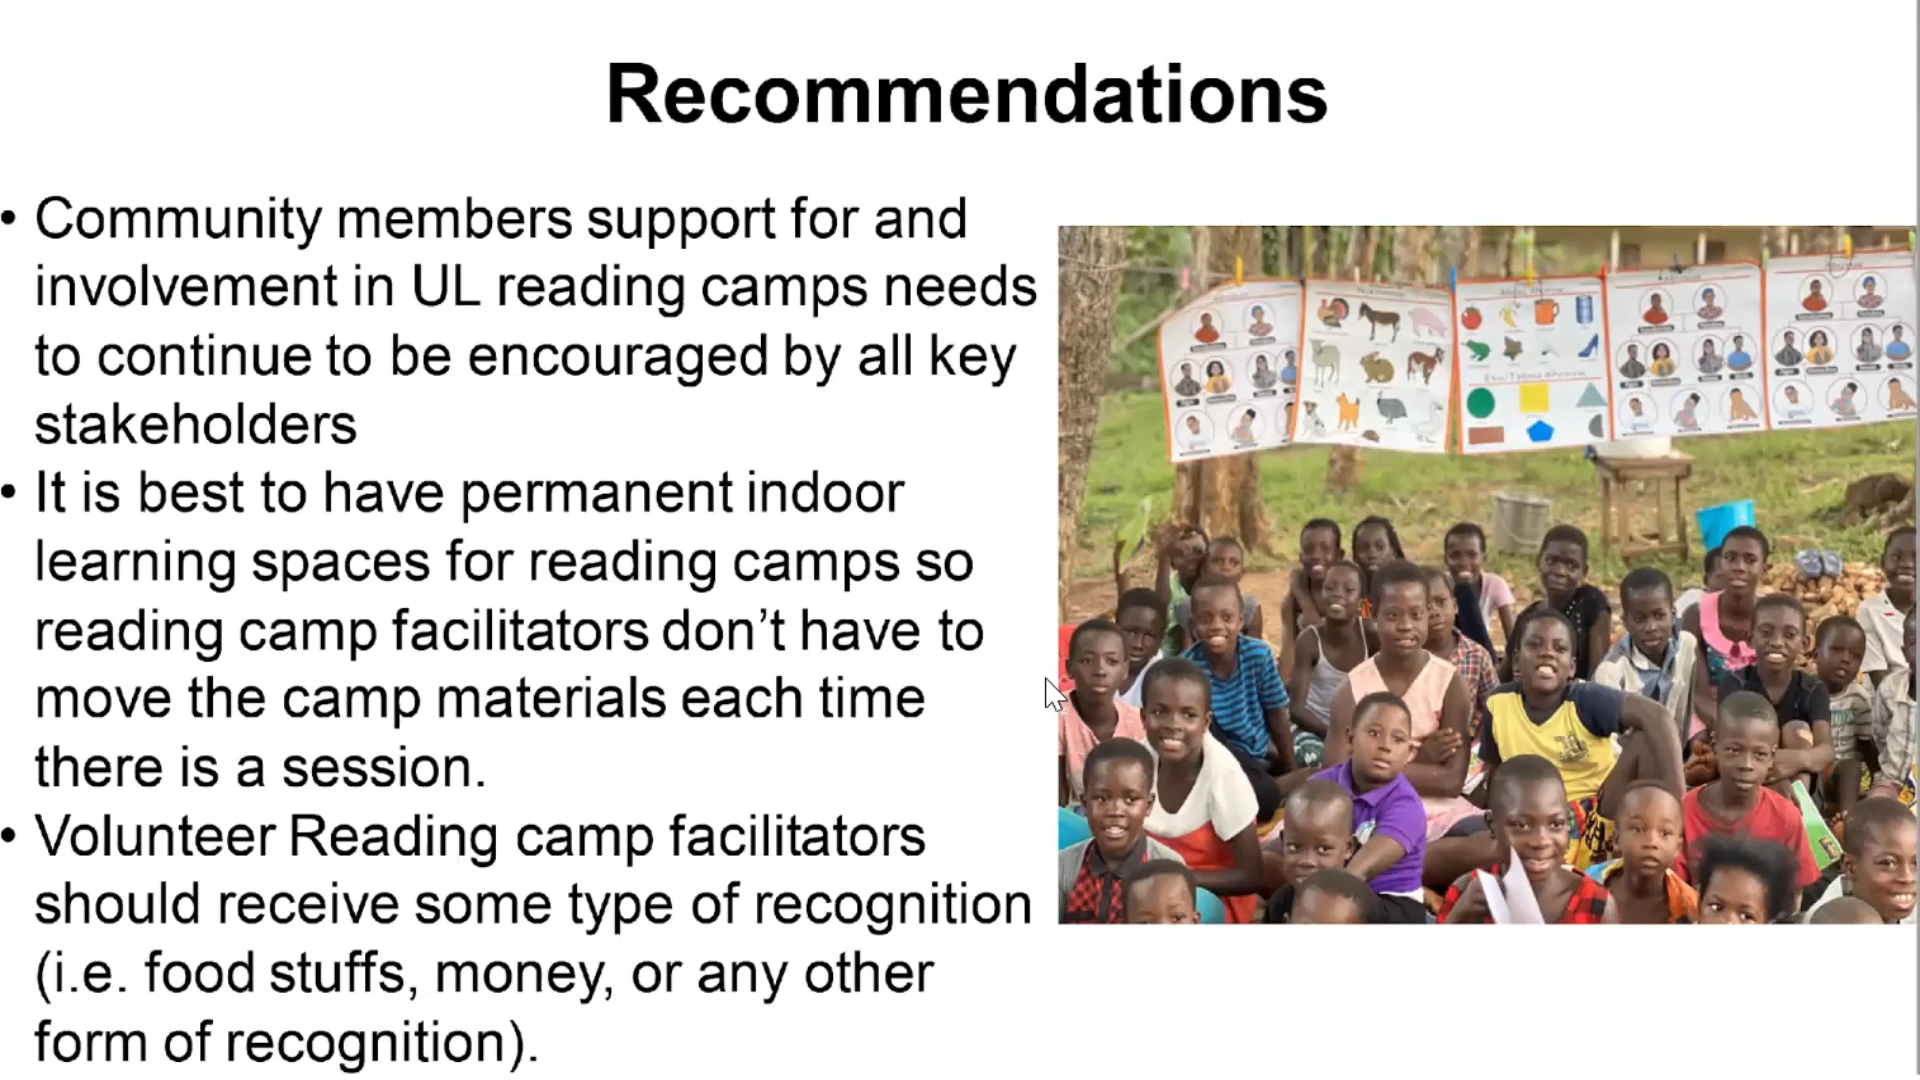 Recommendations
• Community members support for and
involvement in UL reading camps needs
to continue to be encouraged by all key
stakeholders
• It is best to have permanent indoor
learning spaces for reading camps so
reading camp facilitators don’t have to
move the camp materials each time
there is a session.
• Volunteer Reading camp facilitators
should receive some type of recognition
(i.e. food stuffs, money, or any other
form of recognition).